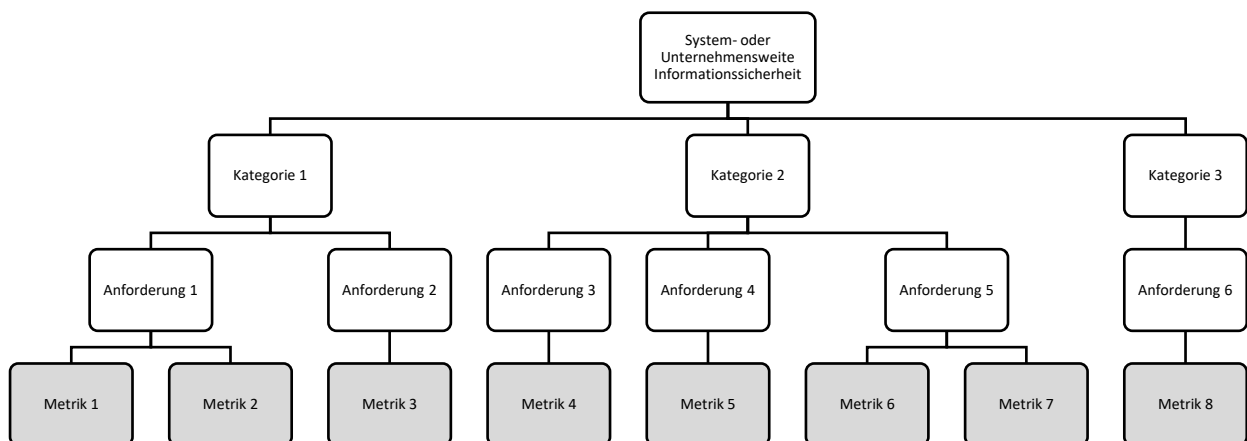 System- oder
Unternehmensweite
Informationssicherheit
Kategorie 1
Kategorie 2
Kategorie 3
Anforderung 1
Anforderung 2
Anforderung 3
Anforderung 4
Anforderung 5
Anforderung 6
Metrik 1
Metrik 2
Metrik 3
Metrik 4
Metrik 5
Metrik 6
Metrik 7
Metrik 8